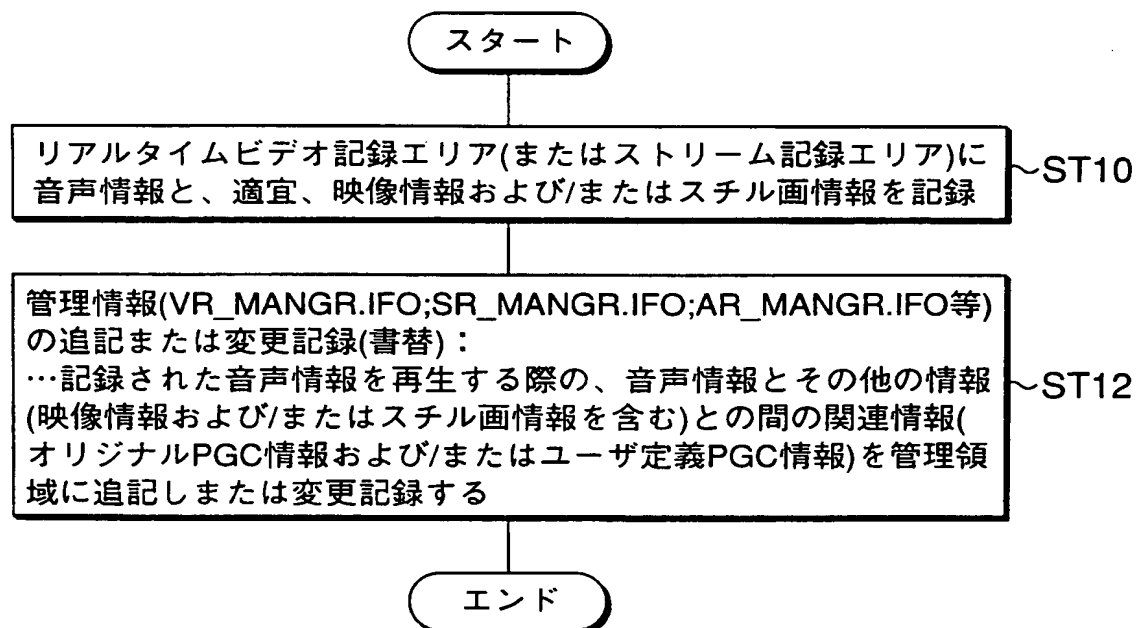 スタート
リアルタイムビデオ記録エリア(またはストリーム記録エリア)に
音声情報と、適宜、映像情報および/またはスチル画情報を記録
~ST10
管理情報(VR_MANGR.IFO;SR_MANGR.IFO;AR_MANGR.IFO等)
の追記または変更記録(書替):
…記録された音声情報を再生する際の、音声情報とその他の情報
(映像情報および/またはスチル画情報を含む)との間の関連情報(
オリジナルPGC情報および/またはユーザ定義PGC情報)を管理領
域に追記しまたは変更記録する
~ST12
エンド